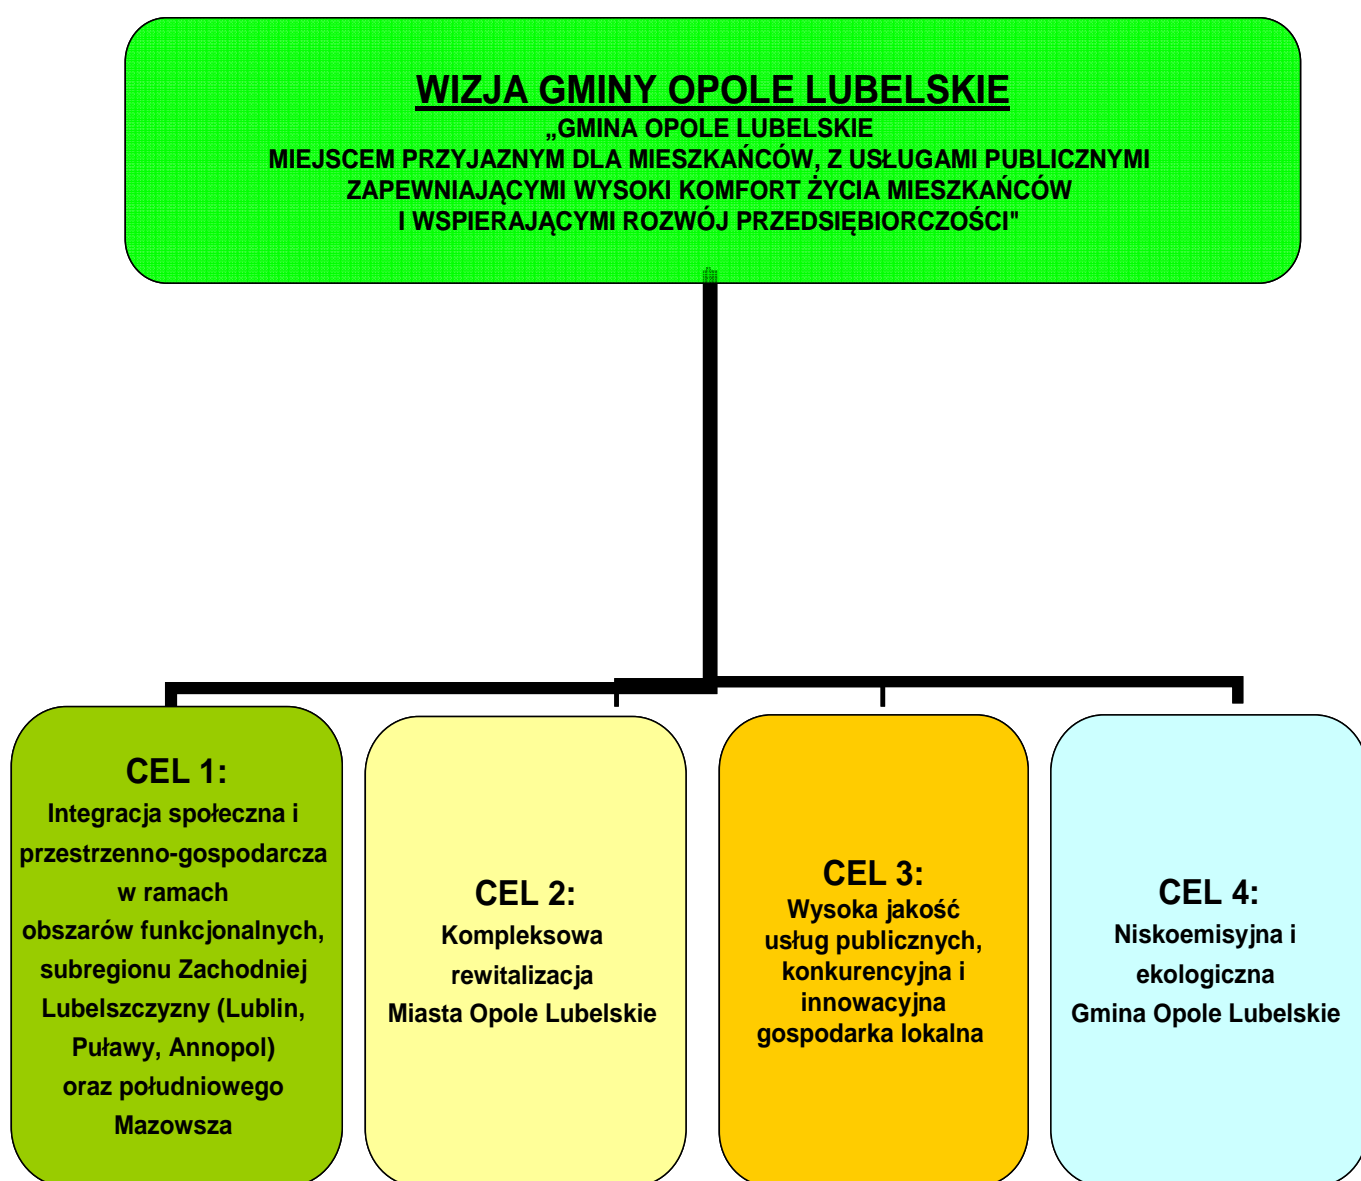 WIZJA GMINY OPOLE LUBELSKIE
„GMINA OPOLE LUBELSKIE
MIEJSCEM PRZYJAZNYM DLA MIESZKAŃCÓW, Z USŁUGAMI PUBLICZNYMI
ZAPEWNIAJĄCYMI WYSOKI KOMFORT ŻYCIA MIESZKAŃCÓW
I WSPIERAJĄCYMI ROZWÓJ PRZEDSIĘBIORCZOŚCI"
CEL 1:
Integracja społeczna i
przestrzenno-gospodarcza
w ramach
obszarów funkcjonalnych,
subregionu Zachodniej
Lubelszczyzny (Lublin,
Puławy, Annopol)
oraz południowego
Mazowsza
CEL 2:
Kompleksowa
rewitalizacja
Miasta Opole Lubelskie
CEL 3:
Wysoka jakość
usług publicznych,
konkurencyjna i
innowacyjna
gospodarka lokalna
CEL 4:
Niskoemisyjna i
ekologiczna
Gmina Opole Lubelskie